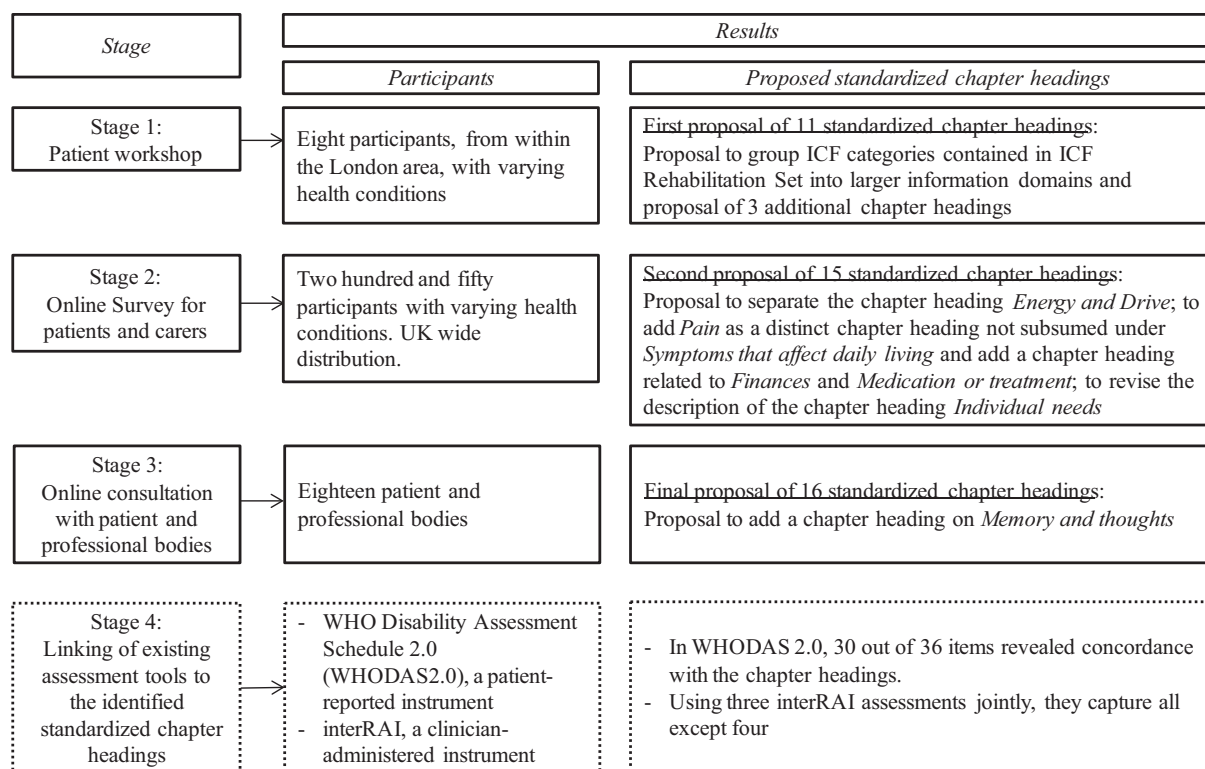 Stage
Results
Participants
Proposed standardized chapter headings
Stage 1:
Patient workshop
Eight participants, from within
the London area, with varying
health conditions
First proposal of 11 standardized chapter headings:
Proposal to group ICF categories contained in ICF
Rehabilitation Set into larger information domains and
proposal of 3 additional chapter headings
Stage 2:
Online Survey for
patients and carers
Two hundred and fifty
participants with varying health
conditions. UK wide
distribution.
Second proposal of 15 standardized chapter headings:
Proposal to separate the chapter heading Energy and Drive; to
add Pain as a distinct chapter heading not subsumed under
Symptoms that affect daily living and add a chapter heading
related to Finances and Medication or treatment; to revise the
description of the chapter heading Individual needs
Stage 3:
Online consultation
with patient and
professional bodies
Eighteen patient and
professional bodies
Final proposal of 16 standardized chapter headings:
Proposal to add a chapter heading on Memory and thoughts
Stage 4:
Linking of existing
assessment tools to
the identified
standardized chapter
headings
- WHO Disability Assessment
Schedule 2.0
(WHODAS2.0), a patient-
reported instrument
- interRAI, a clinician-
administered instrument
- In WHODAS 2.0, 30 out of 36 items revealed concordance
with the chapter headings.
- Using three interRAI assessments jointly, they capture all
except four